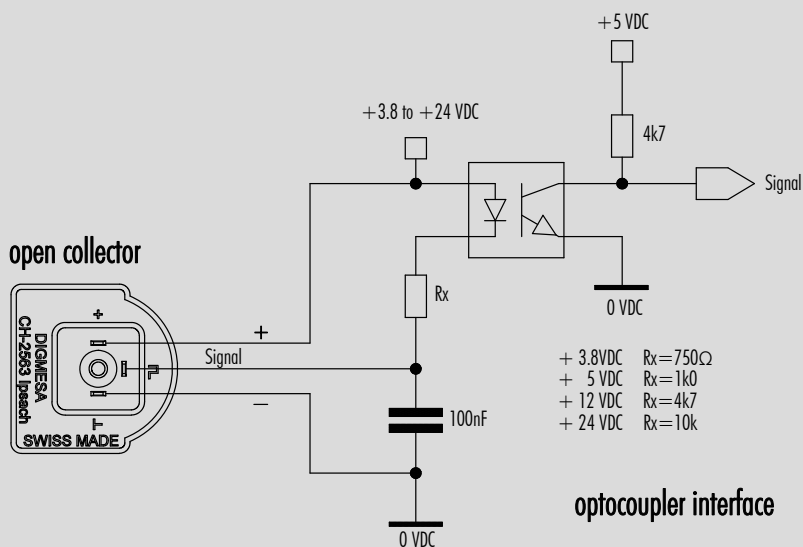 +5 VDC
+3.8 to +24 VDC
4k7
Signal
open collector
0 VDC
Rx
+
DIGMESA
CH-2563 Ipsach
SWISS MADE
+
Signal
−
+ 3.8VDC Rx=750Ω
+ 5 VDC Rx=1k0
+ 12 VDC Rx=4k7
+ 24 VDC Rx=10k
100nF
optocoupler interface
0 VDC